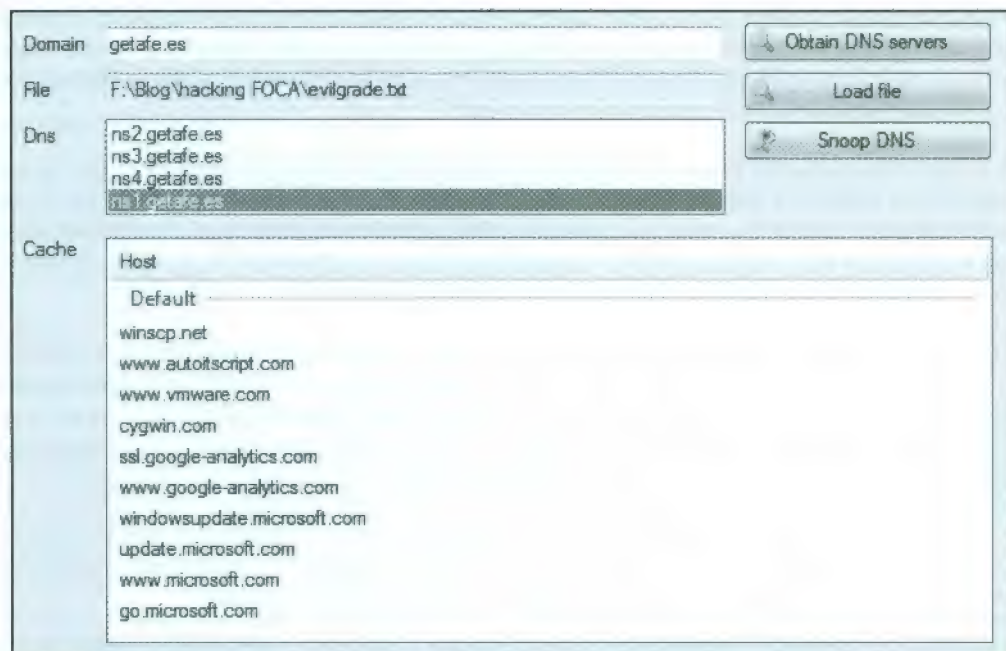 Domain getafe.es Obtain DNS servers
File F:\Blog\hacking FOCA\evilgrade.txt Load file
Dns ns2.getafe.es Snoop DNS
ns3.getafe.es
ns4.getafe.es
ns1.getafe.es
Cache Host
Default
winscp.net
www.autoitscript.com
www.vmware.com
cygwin.com
ssl.google-analytics.com
www.google-analytics.com
windowsupdate.microsoft.com
update.microsoft.com
www.microsoft.com
go.microsoft.com